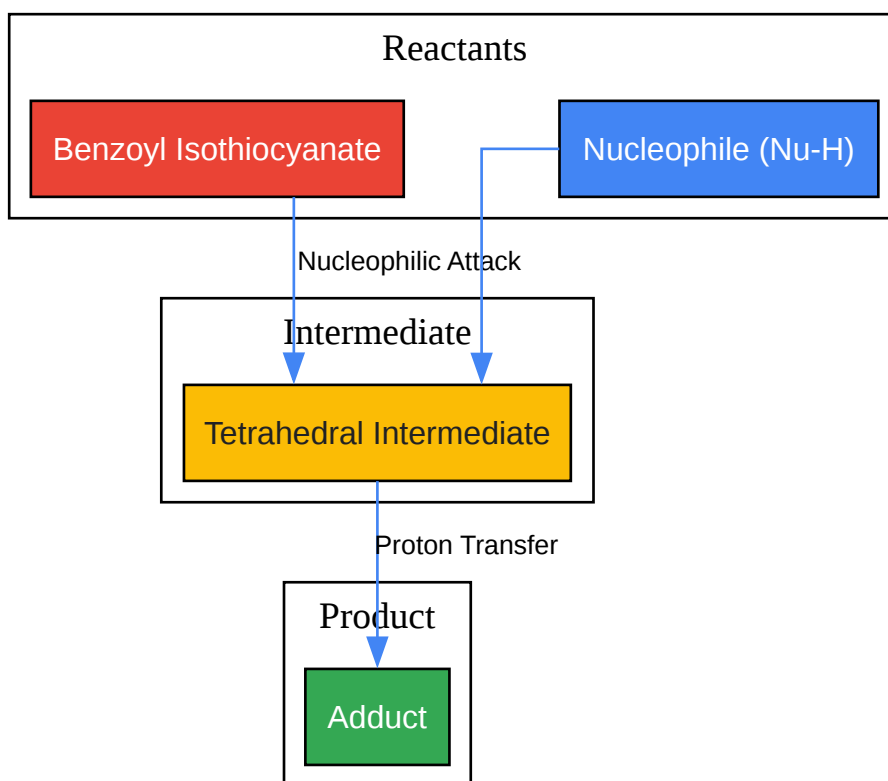 Reactants
Benzoyl Isothiocyanate
Nucleophile (Nu-H)
Nucleophilic Attack
Intermediate
Tetrahedral Intermediate
Proton Transfer
Product
Adduct